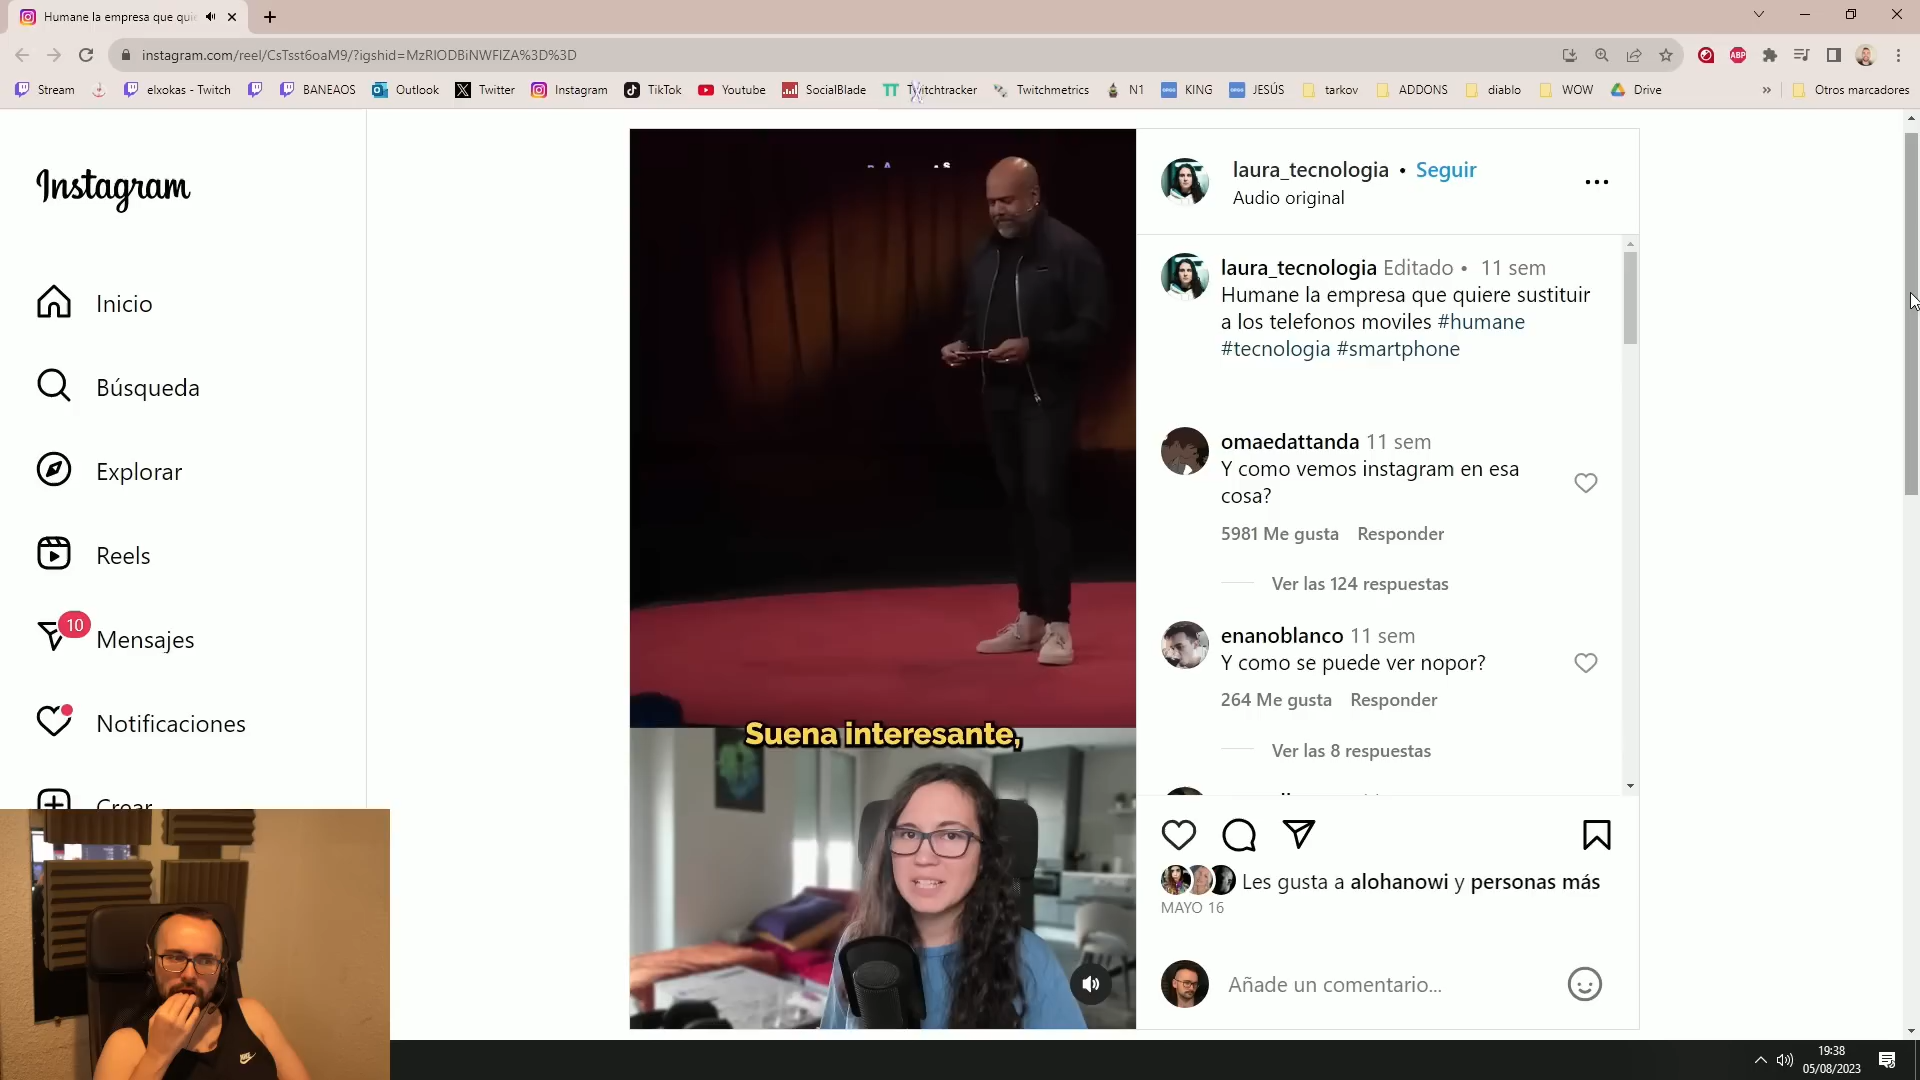 Humane la empresa que qui
instagram.com/reel/CsTsst6oaM9/?igshid=MzRlODBiNWFlZA%3D%3D
ABP
Stream
elxokas - Twitch
BANEAOS
Outlook
Twitter
Instagram
TikTok
Youtube
SocialBlade
Twitchtracker
Twitchmetrics
N1
KING
JESÚS
tarkov
ADDONS
diablo
WOW
Drive
»
Otros marcadores
Instagram
Inicio
Búsqueda
Explorar
Reels
10
Mensajes
Notificaciones
Crear
Suena interesante,
laura_tecnologia • Seguir
Audio original
laura_tecnologia Editado • 11 sem
Humane la empresa que quiere sustituir
a los telefonos moviles #humane
#tecnologia #smartphone
omaedattanda 11 sem
Y como vemos instagram en esa
cosa?
5981 Me gusta Responder
Ver las 124 respuestas
enanoblanco 11 sem
Y como se puede ver nopor?
264 Me gusta Responder
Ver las 8 respuestas
Les gusta a alohanowi y personas más
MAYO 16
Añade un comentario...
19:38
05/08/2023